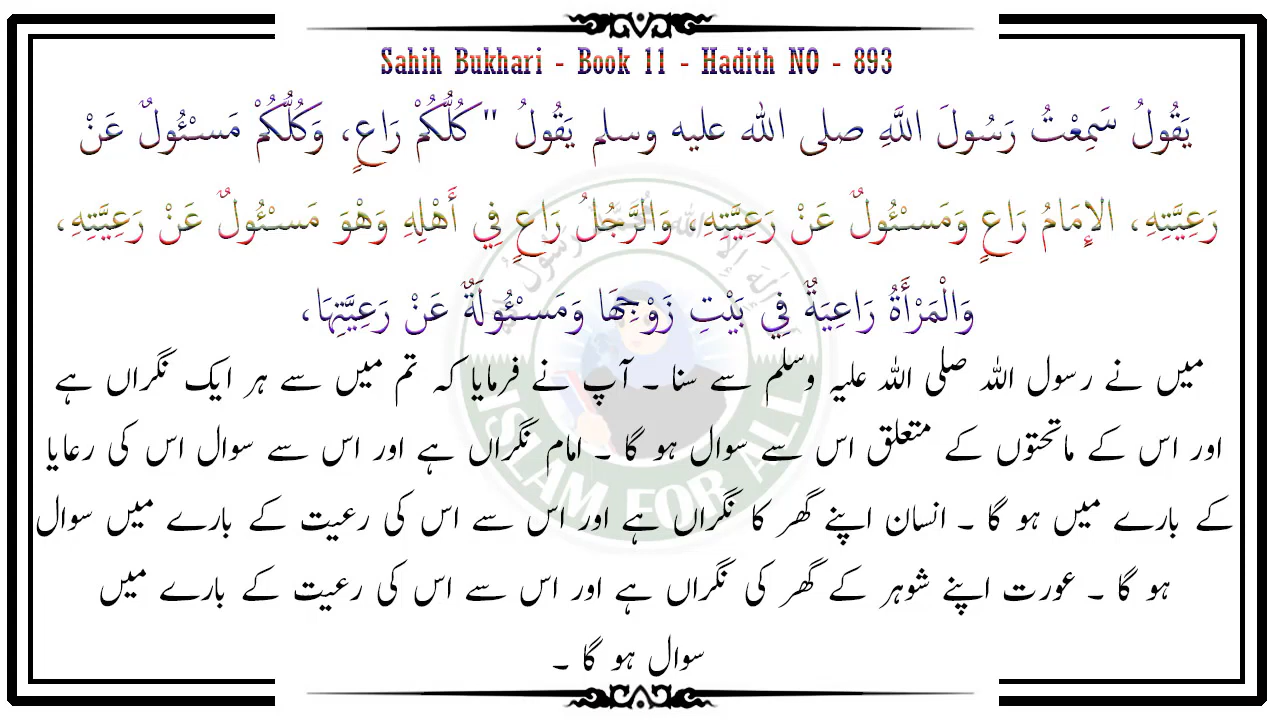 Sahih Bukhari - Book 11 - Hadith NO - 893
يَقُولُ سَمِعْتُ رَسُولَ اللَّهِ صلى الله عليه وسلم يَقُولُ ‏"‏ كُلُّكُمْ رَاعٍ، وَكُلُّكُمْ مَسْئُولٌ عَنْ
رَعِيَّتِهِ، الإِمَامُ رَاعٍ وَمَسْئُولٌ عَنْ رَعِيَّتِهِ، وَالرَّجُلُ رَاعٍ فِي أَهْلِهِ وَهْوَ مَسْئُولٌ عَنْ رَعِيَّتِهِ،
وَالْمَرْأَةُ رَاعِيَةٌ فِي بَيْتِ زَوْجِهَا وَمَسْئُولَةٌ عَنْ رَعِيَّتِهَا،
میں نے رسول اللہ صلی اللہ علیہ وسلم سے سنا ۔ آپ نے فرمایا کہ تم میں سے ہر ایک نگراں ہے
اور اس کے ماتحتوں کے متعلق اس سے سوال ہو گا ۔ امام نگراں ہے اور اس سے سوال اس کی رعایا
کے بارے میں ہو گا ۔ انسان اپنے گھر کا نگراں ہے اور اس سے اس کی رعیت کے بارے میں سوال
ہو گا ۔ عورت اپنے شوہر کے گھر کی نگراں ہے اور اس سے اس کی رعیت کے بارے میں
سوال ہو گا ۔
ISLAM FOR ALL